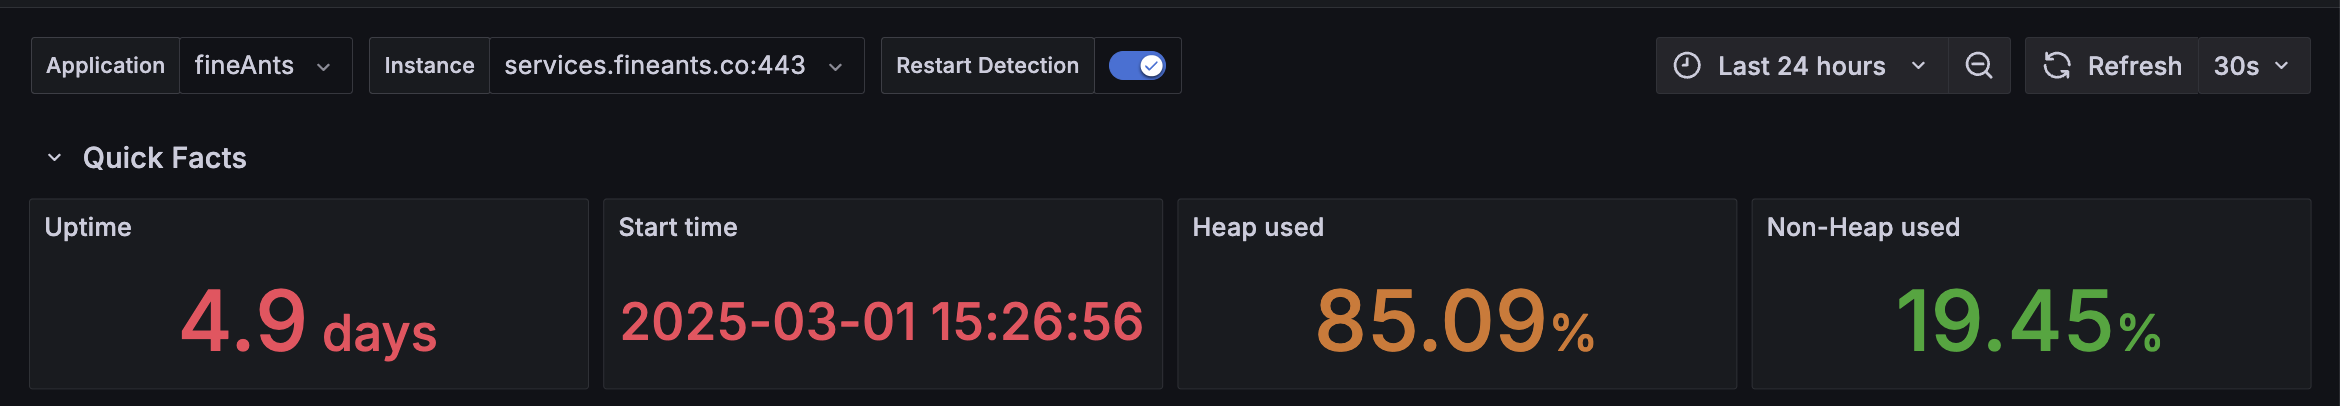 Application fineAnts Instance services.fineants.co:443 Restart Detection Last 24 hours Refresh 30s
Quick Facts
Uptime Start time Heap used Non-Heap used
4.9 days 2025-03-01 15:26:56 85.09% 19.45%